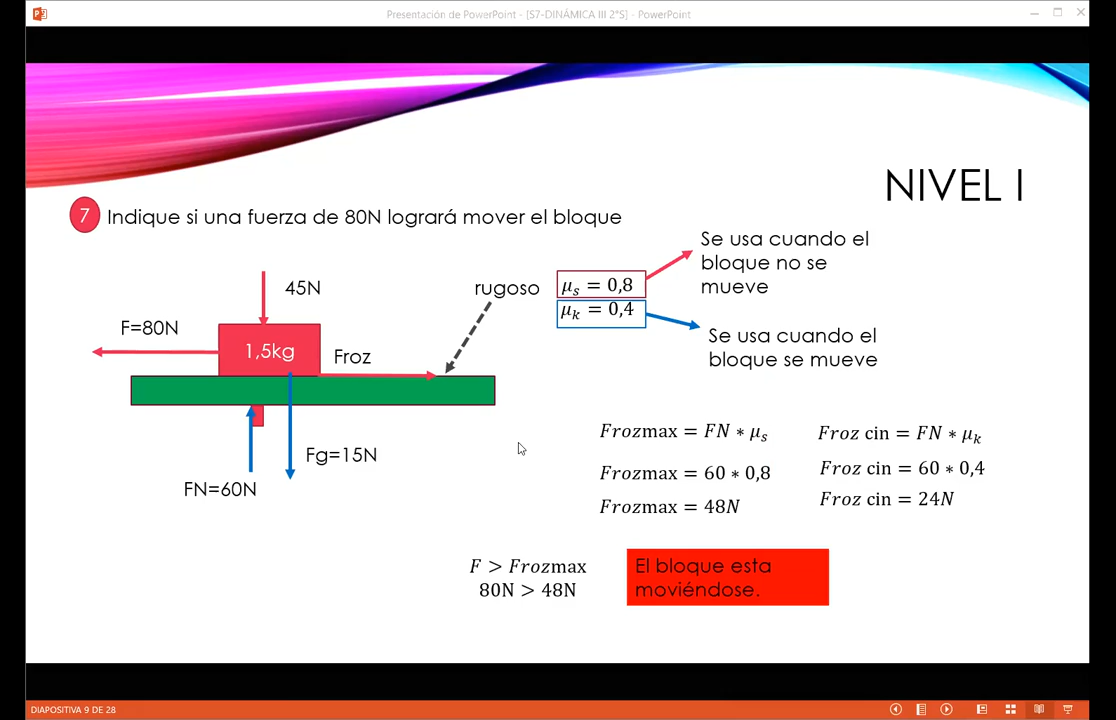 Presentación de PowerPoint - [S7-DINÁMICA III 2°S] - PowerPoint
NIVEL I
7 Indique si una fuerza de 80N logrará mover el bloque
Se usa cuando el
bloque no se
mueve
45N
rugoso
μs = 0,8
μk = 0,4
F=80N
Se usa cuando el
bloque se mueve
1,5kg
Froz
Frozmax = FN ∗ μs
Froz cin = FN ∗ μk
Fg=15N
Frozmax = 60 ∗ 0,8
Froz cin = 60 ∗ 0,4
FN=60N
Frozmax = 48N
Froz cin = 24N
F > Frozmax
80N > 48N
El bloque esta
moviéndose.
DIAPOSITIVA 9 DE 28